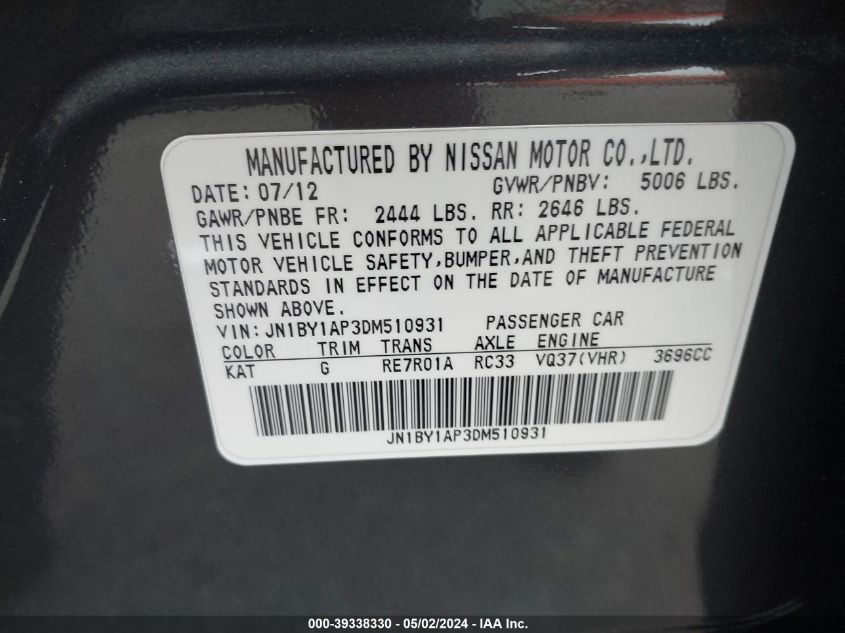 MANUFACTURED BY NISSAN MOTOR CO.,LTD.
DATE: 07/12 GVWR/PNBV: 5006 LBS.
GAWR/PNBE FR: 2444 LBS. RR: 2646 LBS.
THIS VEHICLE CONFORMS TO ALL APPLICABLE FEDERAL
MOTOR VEHICLE SAFETY,BUMPER,AND THEFT PREVENTION
STANDARDS IN EFFECT ON THE DATE OF MANUFACTURE
SHOWN ABOVE.
VIN: JN1BY1AP3DM510931 PASSENGER CAR
COLOR TRIM TRANS AXLE ENGINE
KAT G RE7R01A RC33 VQ37(VHR) 3696CC
JN1BY1AP3DM510931
000-39338330 - 05/02/2024 - © IAA, Inc.